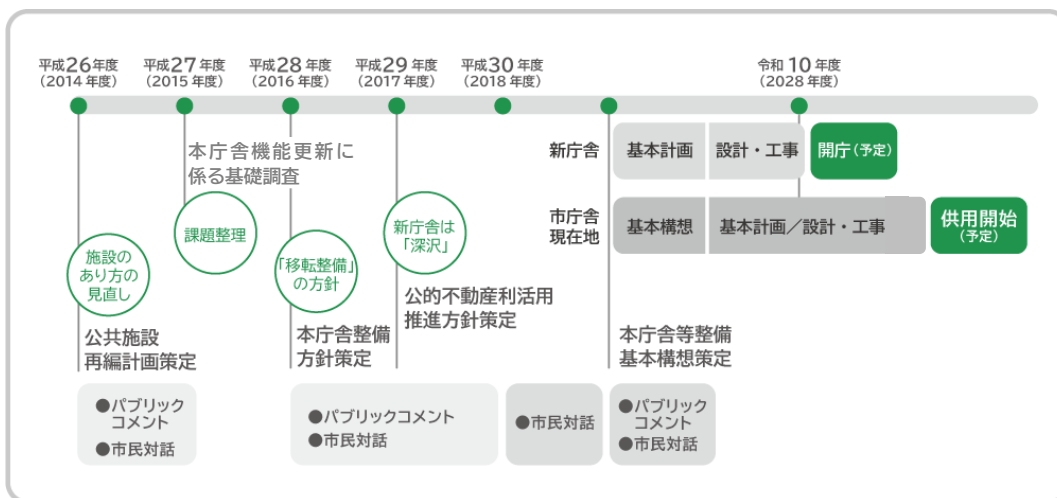 平成26年度
（2014年度）
平成27年度
（2015年度）
平成28年度
（2016年度）
平成29年度
（2017年度）
平成30年度
（2018年度）
令和10年度
（2028年度）
新庁舎
基本計画
設計・工事
開庁（予定）
市庁舎
現在地
基本構想
基本計画／設計・工事
供用開始
（予定）
本庁舎機能更新に
係る基礎調査
課題整理
施設の
あり方の
見直し
「移転整備」
の方針
新庁舎は
「深沢」
公共施設
再編計画策定
本庁舎整備
方針策定
公的不動産利活用
推進方針策定
本庁舎等整備
基本構想策定
●パブリック
コメント
●市民対話
●パブリックコメント
●市民対話
●市民対話
●パブリック
コメント
●市民対話